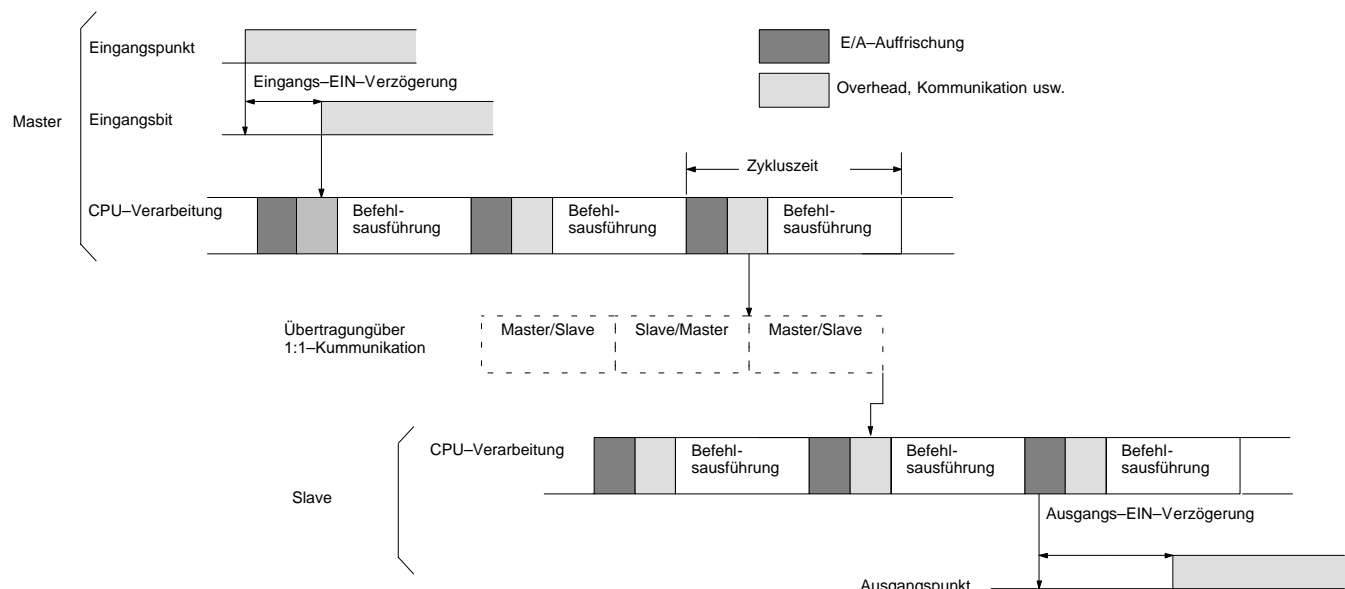 Eingangspunkt
E/A–Auffrischung
Eingangs–EIN–Verzögerung
Overhead, Kommunikation usw.
Master
Eingangsbit
Zykluszeit
CPU–Verarbeitung
Befehl-
sausführung
Befehl-
sausführung
Befehl-
sausführung
Übertragungüber
1:1–Kummunikation
Master/Slave
Slave/Master
Master/Slave
CPU–Verarbeitung
Befehl-
sausführung
Befehl-
sausführung
Befehl-
sausführung
Slave
Ausgangs–EIN–Verzögerung
Ausgangspunkt